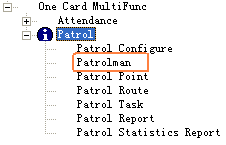 One Card MultiFunc
Attendance
Patrol
Patrol Configure
Patrolman
Patrol Point
Patrol Route
Patrol Task
Patrol Report
Patrol Statistics Report